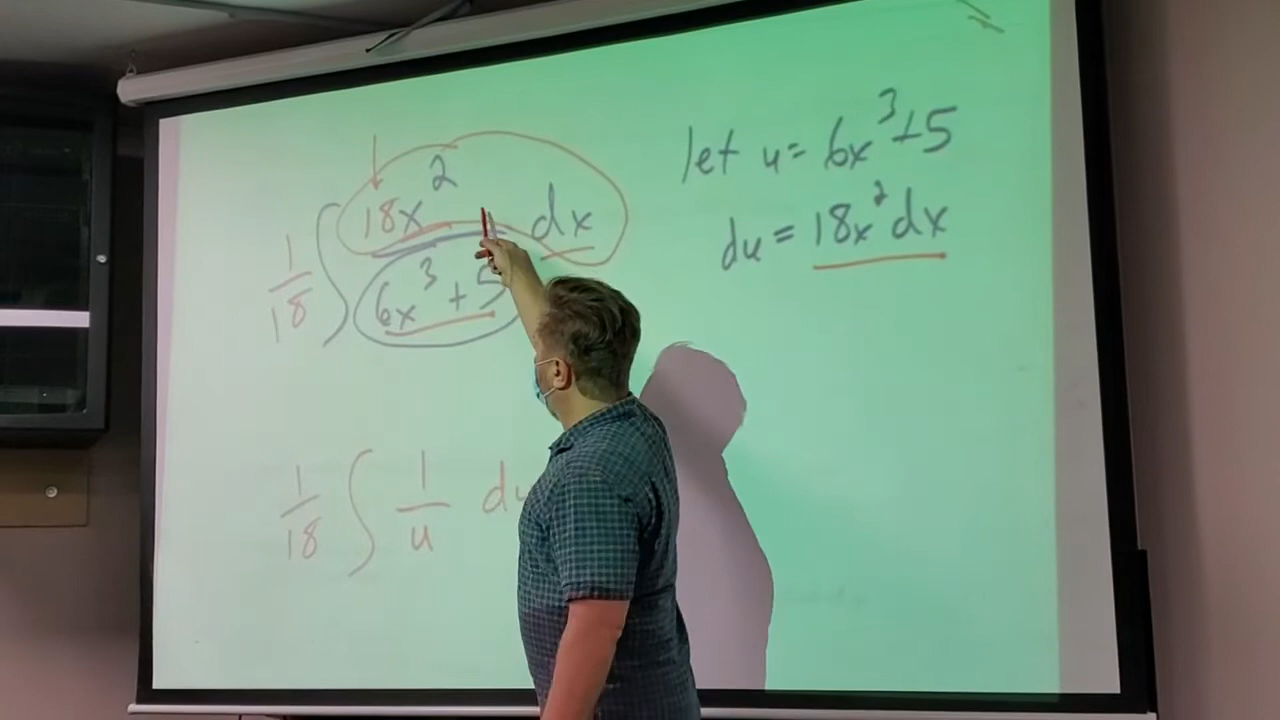 1/18 ∫ 18x² / 6x³ + 5 dx
let u = 6x³ + 5
du = 18x² dx
1/18 ∫ 1/u du